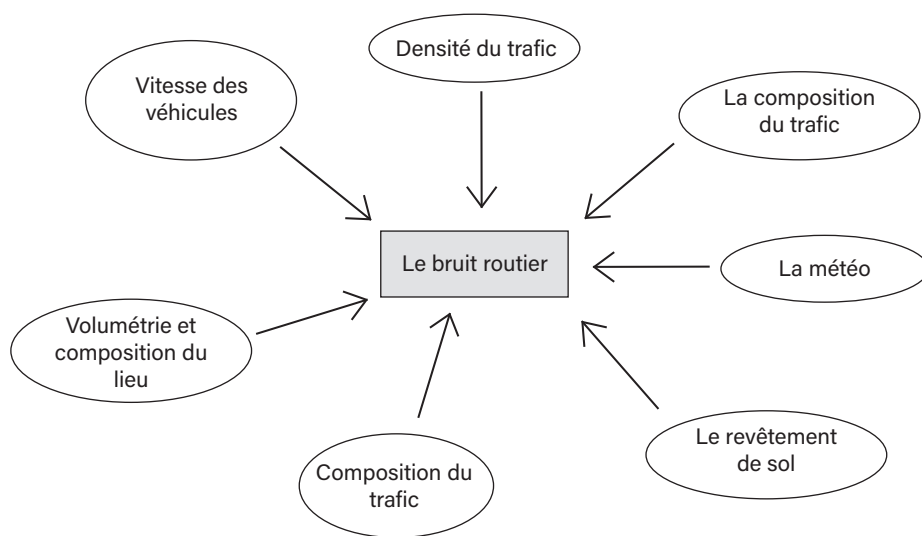 Densité du trafic
Vitesse des
véhicules
La composition
du trafic
Le bruit routier
La météo
Volumétrie et
composition du
lieu
Le revêtement
de sol
Composition du
trafic